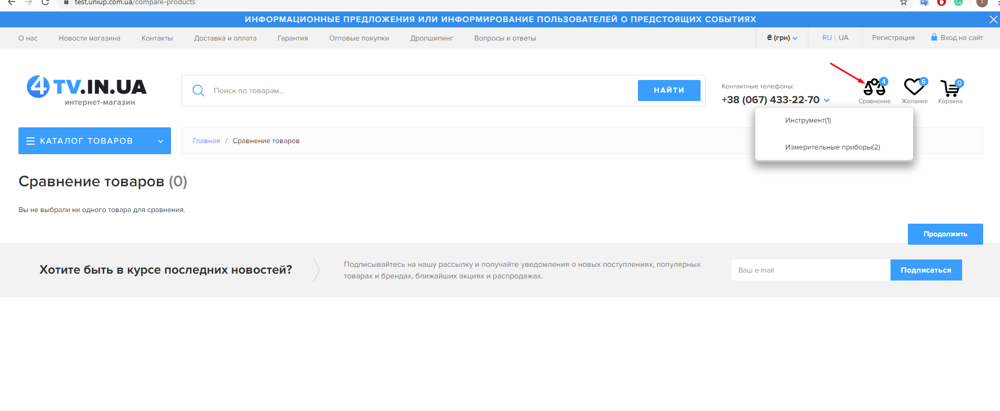 test.uniup.com.ua/compare-products
ИНФОРМАЦИОННЫЕ ПРЕДЛОЖЕНИЯ ИЛИ ИНФОРМИРОВАНИЕ ПОЛЬЗОВАТЕЛЕЙ О ПРЕДСТОЯЩИХ СОБЫТИЯХ
О нас Новости магазина Контакты Доставка и оплата Гарантия Оптовые покупки Дропшипинг Вопросы и ответы ₴ (грн) RU | UA Регистрация Вход на сайт
4TV.IN.UA
интернет-магазин
Поиск по товарам...
НАЙТИ
Контактные телефоны:
+38 (067) 433-22-70
4
Сравнение
6
Желания
0
Корзина
Инструмент(1)
Измерительные приборы(2)
КАТАЛОГ ТОВАРОВ
Главная / Сравнение товаров
Сравнение товаров (0)
Вы не выбрали ни одного товара для сравнения.
Продолжить
Хотите быть в курсе последних новостей?
Подписывайтесь на нашу рассылку и получайте уведомления о новых поступлениях, популярных
товарах и брендах, ближайших акциях и распродажах.
Ваш e-mail
Подписаться